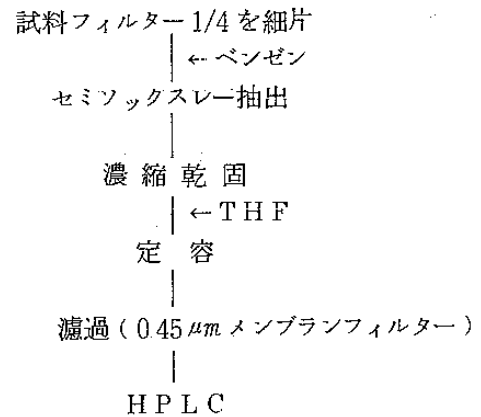 試料フィルター1/4を細片
←ベンゼン
セミソックスレー抽出
濃縮乾固
←THF
定容
濾過(0.45μmメンブランフィルター)
HPLC